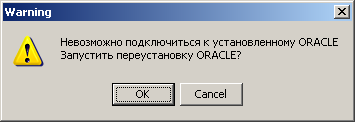 Warning
Невозможно подключиться к установленному ORACLE
Запустить переустановку ORACLE?
OK
Cancel